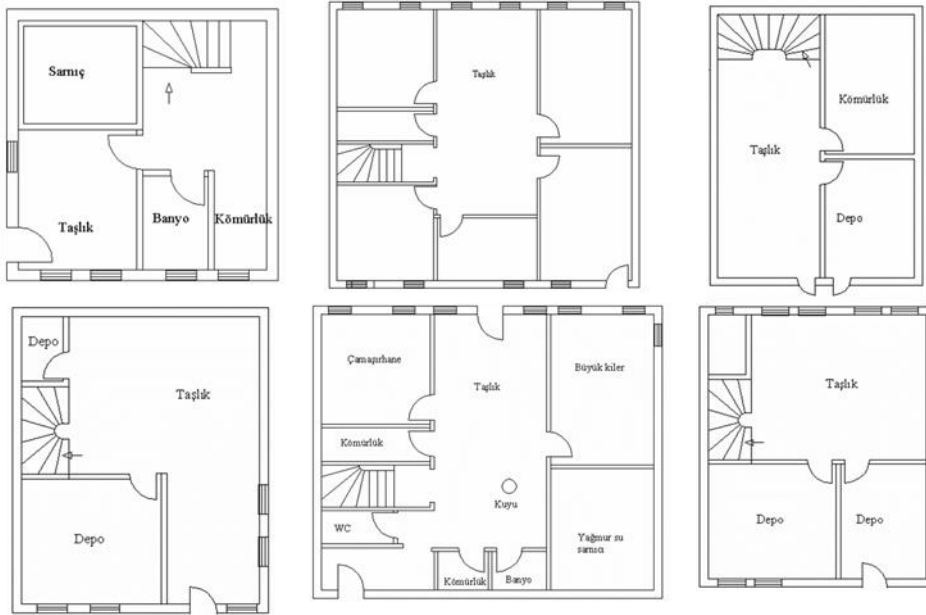 Sarnıç
Taşlık
Banyo
Kömürlük
Taşlık
Kömürlük
Taşlık
Depo
Depo
Taşlık
Depo
Çamaşırhane
Büyük kiler
Taşlık
Kömürlük
Kuyu
WC
Yağmur su
sarnıcı
Kömürlük
Banyo
Taşlık
Depo
Depo